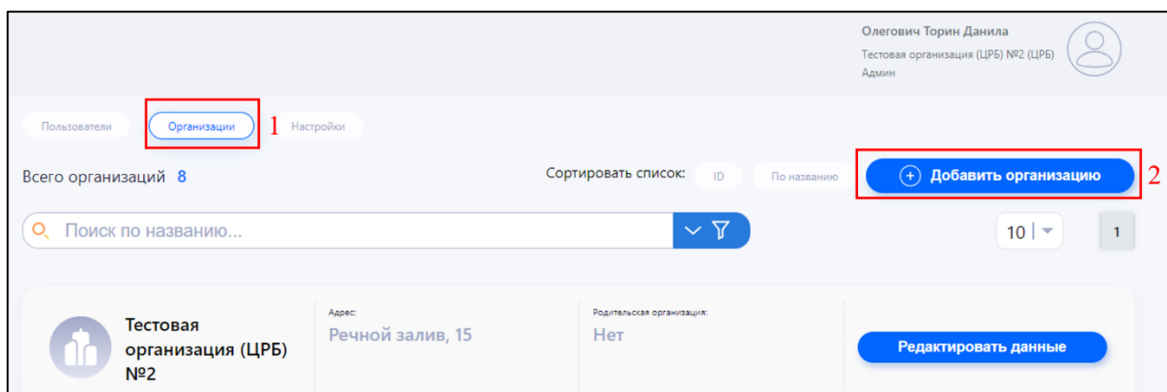 Олегович Торин Данила
Тестовая организация (ЦРБ) №2 (ЦРБ)
Админ
Пользователи Организации 1 Настройки
Всего организаций 8 Сортировать список: ID По названию Добавить организацию 2
Поиск по названию... 10 1
Адрес: Родительская организация:
Тестовая Речной залив, 15 Нет
организация (ЦРБ) Редактировать данные
№2